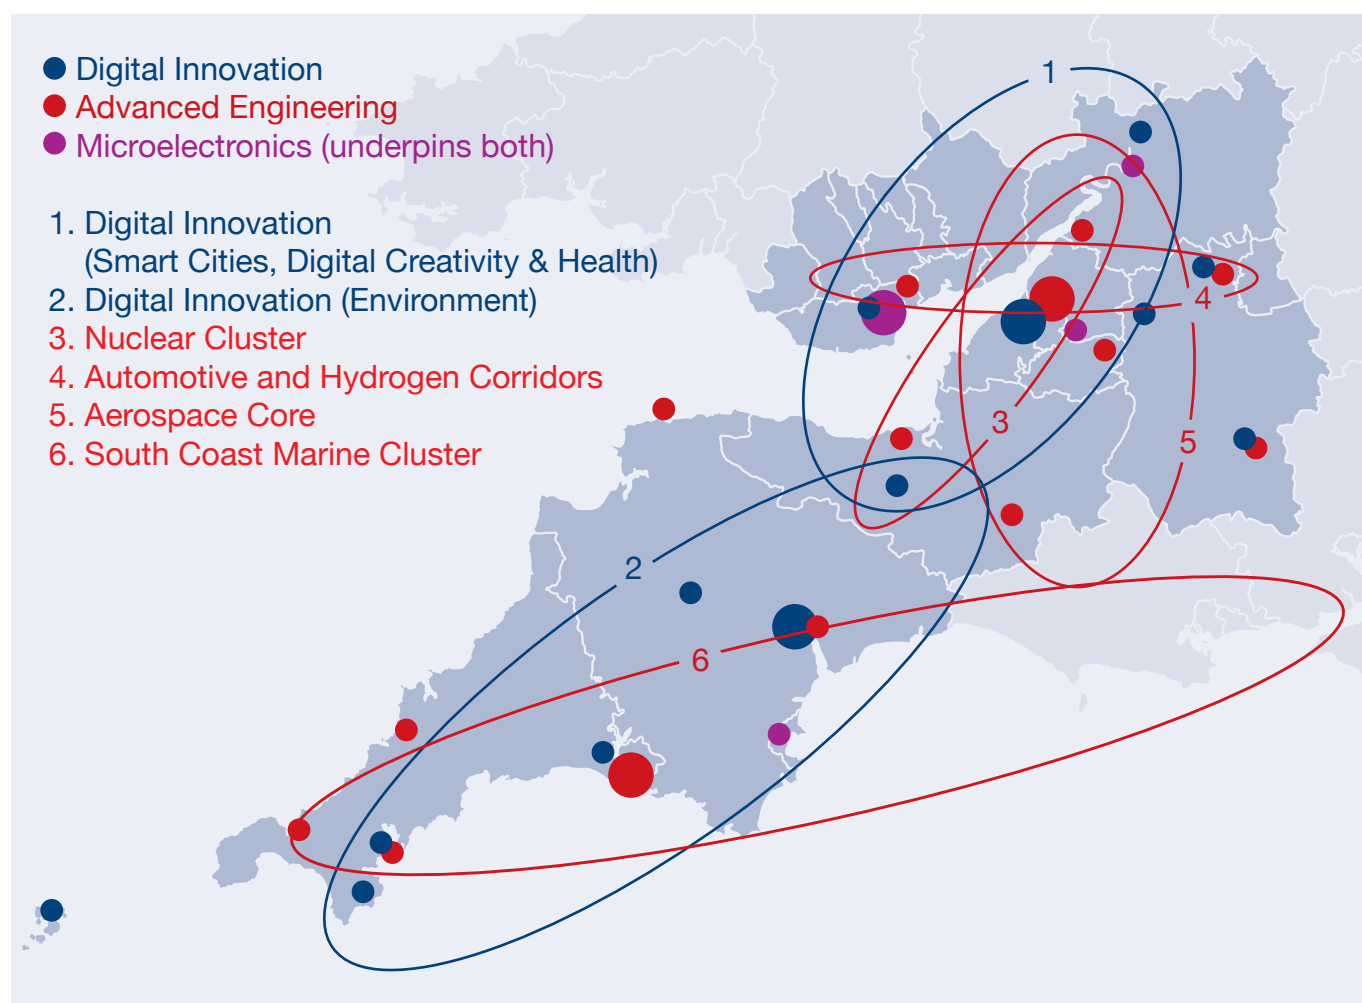 Digital Innovation
Advanced Engineering
Microelectronics (underpins both)
1. Digital Innovation
(Smart Cities, Digital Creativity & Health)
2. Digital Innovation (Environment)
3. Nuclear Cluster
4. Automotive and Hydrogen Corridors
5. Aerospace Core
6. South Coast Marine Cluster
1
4
3
5
2
6